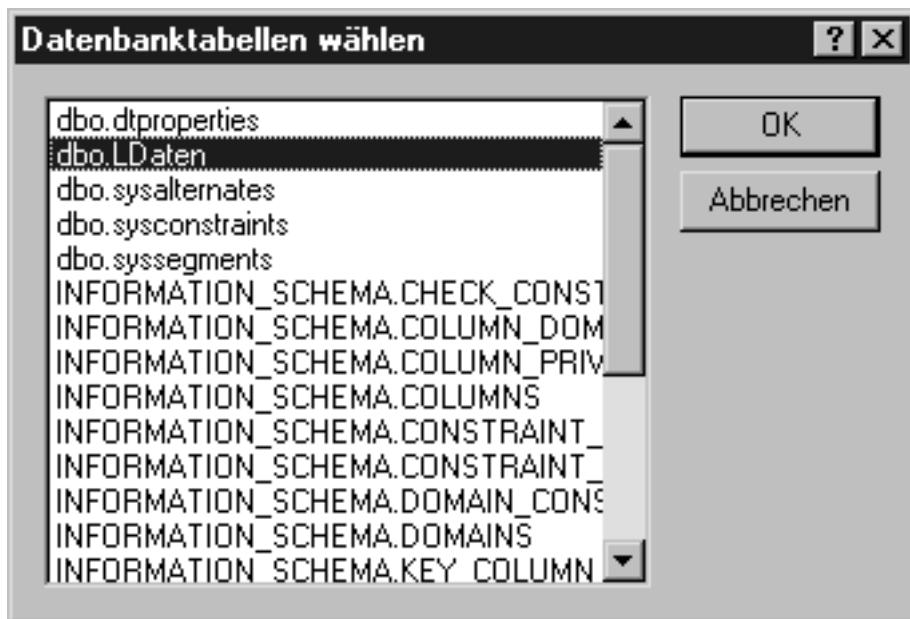 Datenbanktabellen wählen
?
dbo.dtproperties
dbo.LDaten
dbo.sysalternates
dbo.sysconstraints
dbo.syssegments
INFORMATION_SCHEMA.CHECK_CONST
INFORMATION_SCHEMA.COLUMN_DOM
INFORMATION_SCHEMA.COLUMN_PRIV
INFORMATION_SCHEMA.COLUMNS
INFORMATION_SCHEMA.CONSTRAINT_
INFORMATION_SCHEMA.CONSTRAINT_
INFORMATION_SCHEMA.DOMAIN_CONS
INFORMATION_SCHEMA.DOMAINS
INFORMATION_SCHEMA.KEY_COLUMN
OK
Abbrechen